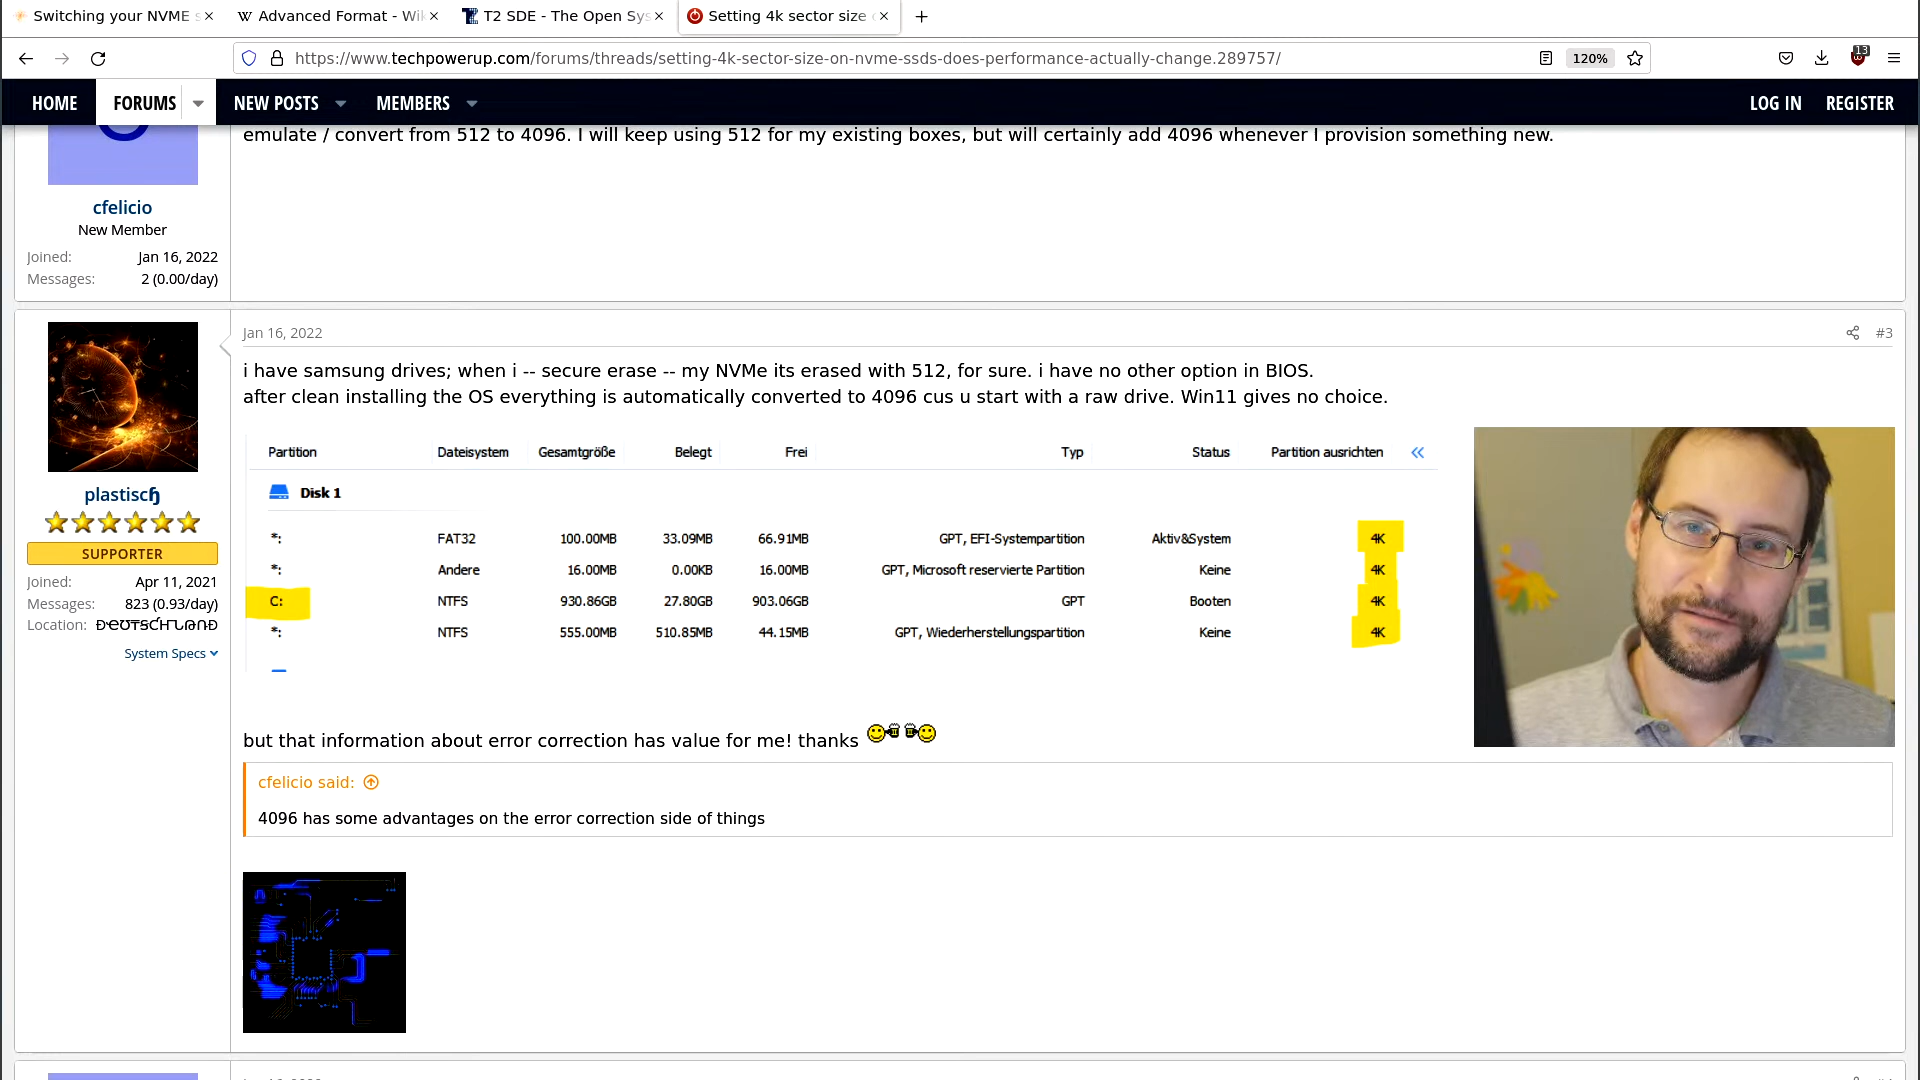 Switching your NVME
Advanced Format - Wi
T2 SDE - The Open Sy
Setting 4k sector size
https://www.techpowerup.com/forums/threads/setting-4k-sector-size-on-nvme-ssds-does-performance-actually-change.289757/
120%
13
HOME FORUMS NEW POSTS MEMBERS LOG IN REGISTER
emulate / convert from 512 to 4096. I will keep using 512 for my existing boxes, but will certainly add 4096 whenever I provision something new.
cfelicio
New Member
Joined: Jan 16, 2022
Messages: 2 (0.00/day)
Jan 16, 2022 #3
i have samsung drives; when i -- secure erase -- my NVMe its erased with 512, for sure. i have no other option in BIOS.
after clean installing the OS everything is automatically converted to 4096 cus u start with a raw drive. Win11 gives no choice.
plastiscɧ
SUPPORTER
Joined: Apr 11, 2021
Messages: 823 (0.93/day)
Location:
System Specs
Partition Dateisystem Gesamtgröße Belegt Frei Typ Status Partition ausrichten «
Disk 1
*: FAT32 100.00MB 33.09MB 66.91MB GPT, EFI-Systempartition Aktiv&System 4K
*: Andere 16.00MB 0.00KB 16.00MB GPT, Microsoft reservierte Partition Keine 4K
C: NTFS 930.86GB 27.80GB 903.06GB GPT Booten 4K
*: NTFS 555.00MB 510.85MB 44.15MB GPT, Wiederherstellungspartition Keine 4K
but that information about error correction has value for me! thanks
cfelicio said:
4096 has some advantages on the error correction side of things